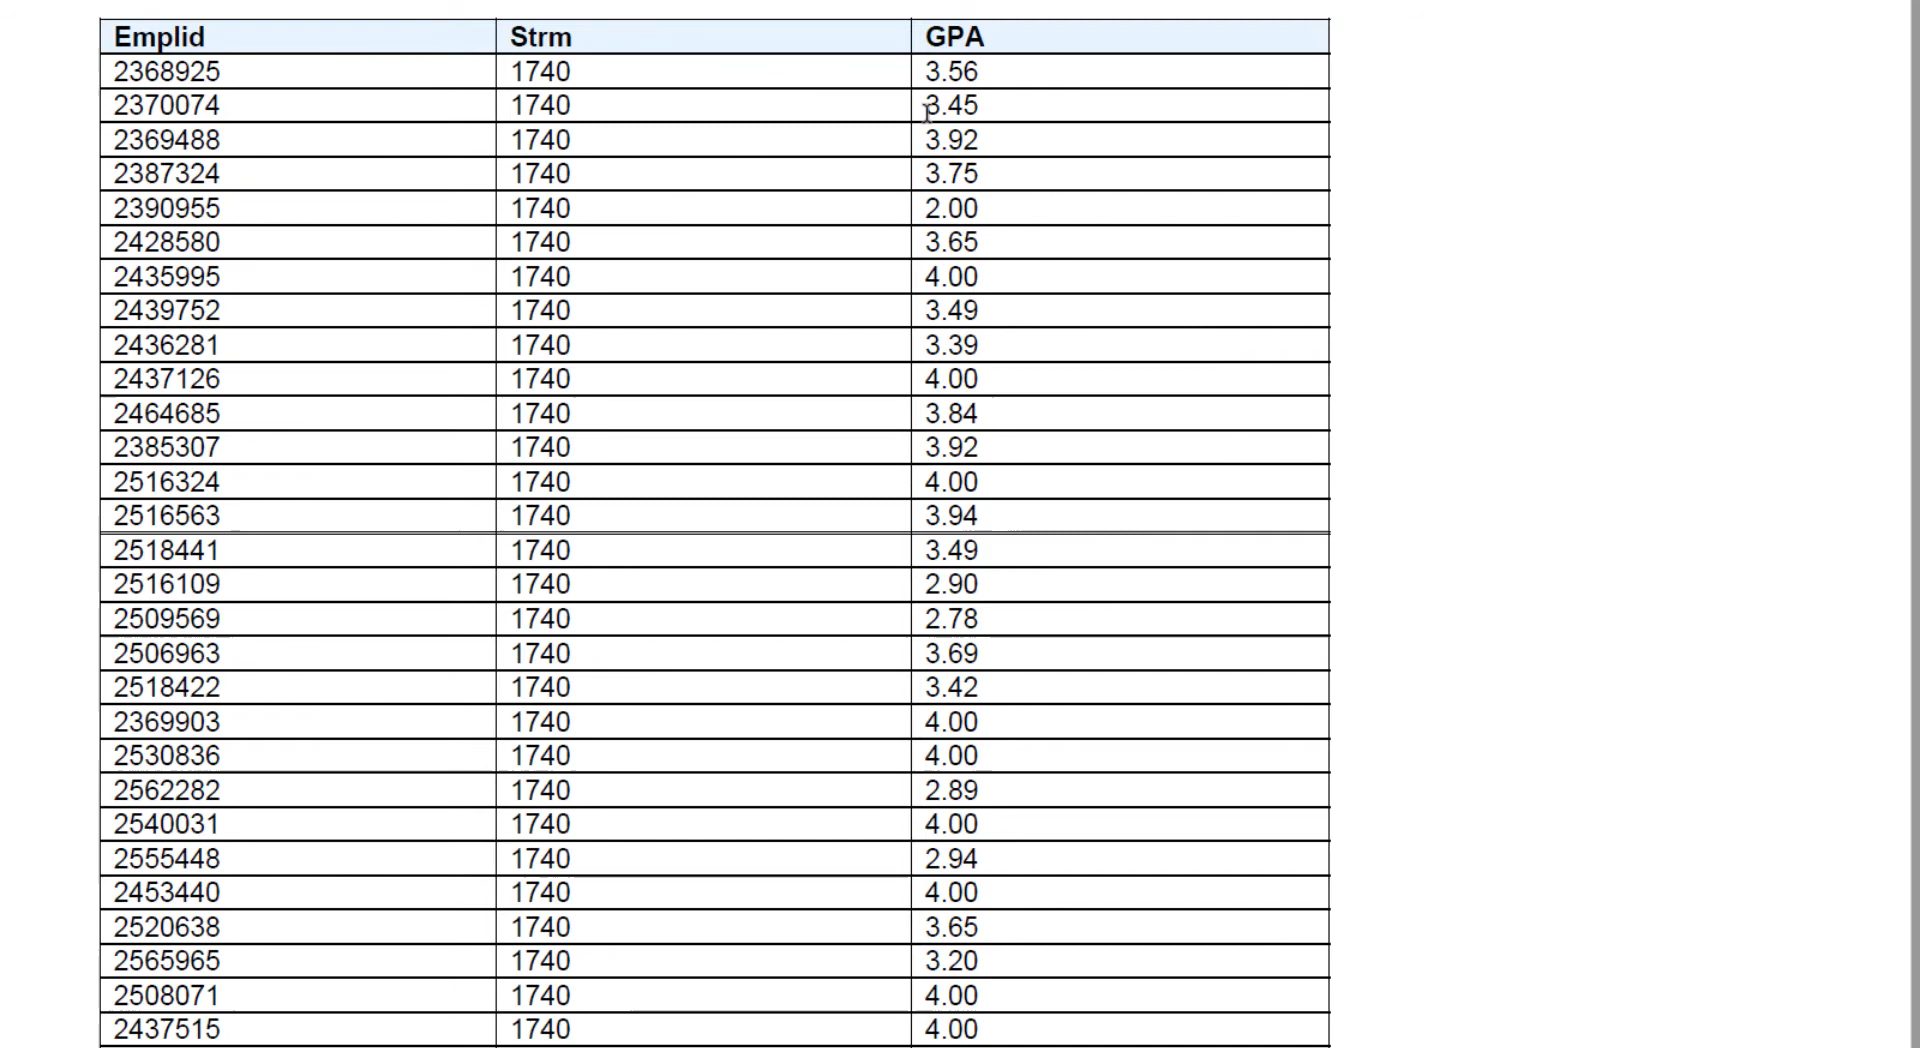 Emplid Strm GPA
2368925 1740 3.56
2370074 1740 3.45
2369488 1740 3.92
2387324 1740 3.75
2390955 1740 2.00
2428580 1740 3.65
2435995 1740 4.00
2439752 1740 3.49
2436281 1740 3.39
2437126 1740 4.00
2464685 1740 3.84
2385307 1740 3.92
2516324 1740 4.00
2516563 1740 3.94
2518441 1740 3.49
2516109 1740 2.90
2509569 1740 2.78
2506963 1740 3.69
2518422 1740 3.42
2369903 1740 4.00
2530836 1740 4.00
2562282 1740 2.89
2540031 1740 4.00
2555448 1740 2.94
2453440 1740 4.00
2520638 1740 3.65
2565965 1740 3.20
2508071 1740 4.00
2437515 1740 4.00